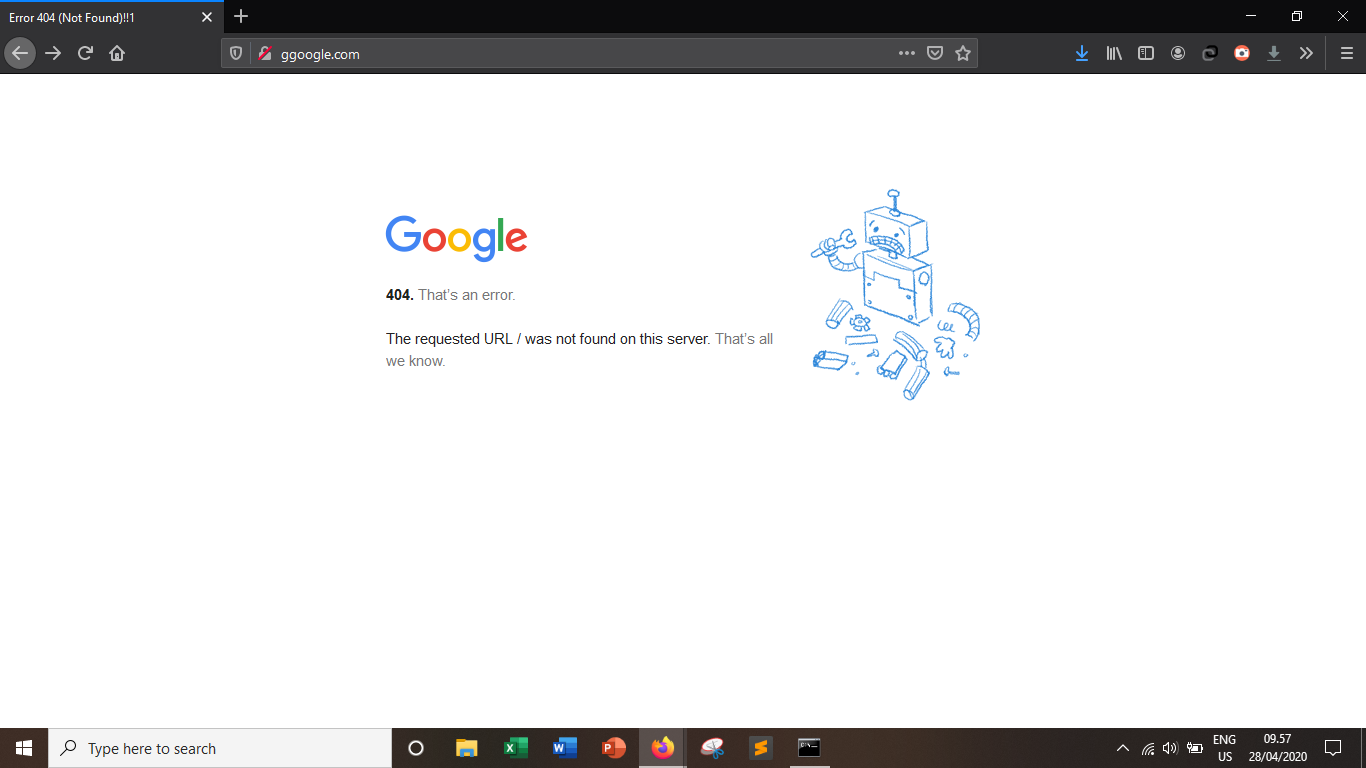 Error 404 (Not Found)!!1
ggoogle.com
Google
404. That's an error.
The requested URL / was not found on this server. That's all
we know.
Type here to search
ENG
US
09.57
28/04/2020